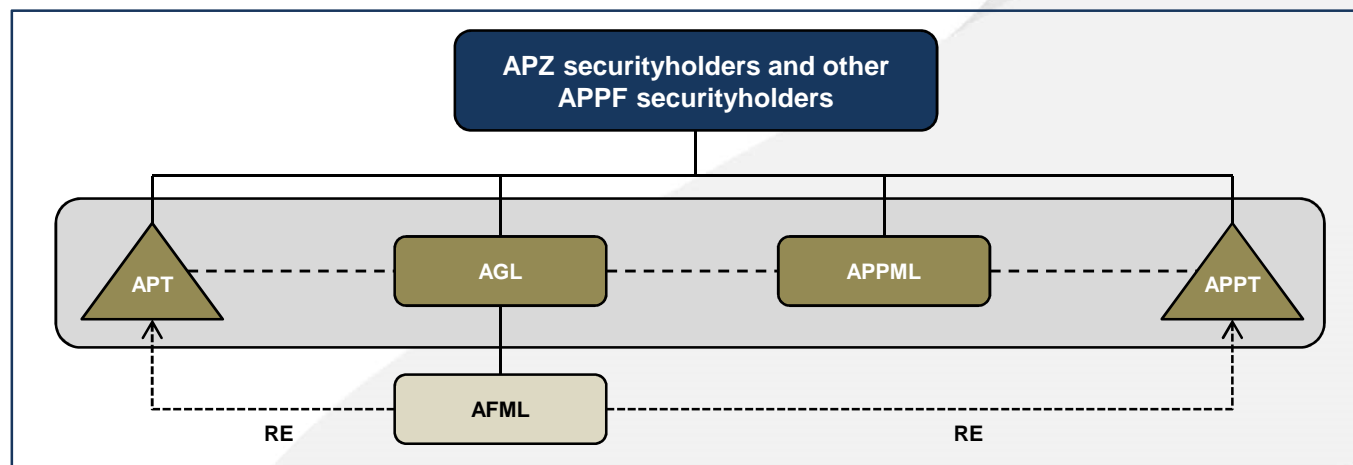 APZ securityholders and other
APPF securityholders
APT
AGL
APPML
APPT
AFML
RE
RE